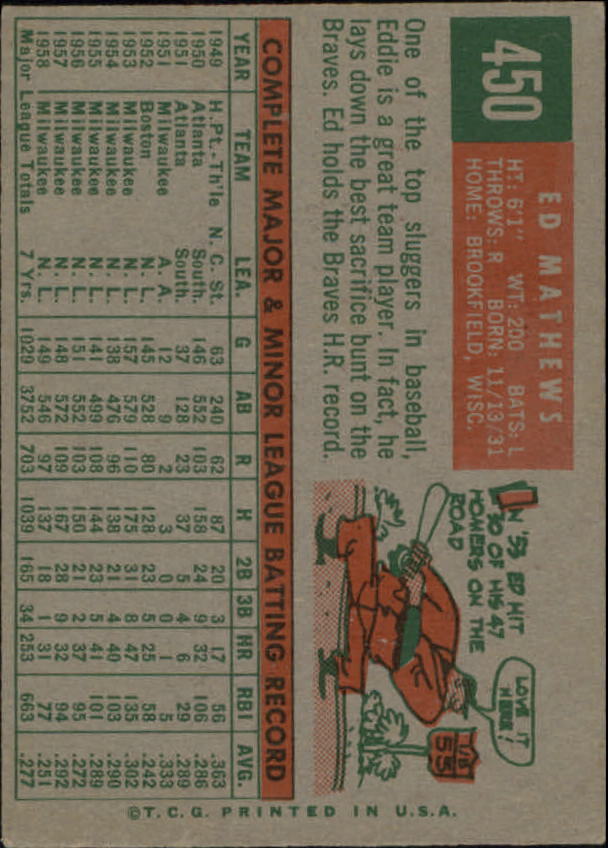 450
ED MATHEWS
HT: 6'1" WT: 200 BATS: L
THROWS: R BORN: 11/13/31
HOME: BROOKFIELD, WISC.
One of the top sluggers in baseball,
Eddie is a great team player. In fact, he
lays down the best sacrifice bunt on the
Braves. Ed holds the Braves H.R. record.
IN '53 ED HIT
30 OF HIS 47
HOMERS ON THE
ROAD
LOVE IT
HERE!
U.S.
55
COMPLETE MAJOR & MINOR LEAGUE BATTING RECORD
YEAR TEAM LEA. G AB R H 2B 3B HR RBI AVG.
1949 H.Pt.-Th'le N. C. St. 63 240 62 87 20 3 17 56 .363
1950 Atlanta South. 146 552 103 158 24 9 32 106 .286
1951 Atlanta South. 37 128 23 37 5 4 6 29 .289
1951 Milwaukee A. A. 12 9 2 3 0 0 1 5 .333
1952 Boston N. L. 145 528 80 128 23 5 25 58 .242
1953 Milwaukee N. L. 157 579 110 175 31 8 47 135 .302
1954 Milwaukee N. L. 138 476 96 138 21 4 40 103 .290
1955 Milwaukee N. L. 141 499 108 144 23 5 41 101 .289
1956 Milwaukee N. L. 151 552 103 150 21 2 37 95 .272
1957 Milwaukee N. L. 148 572 109 167 28 9 32 94 .292
1958 Milwaukee N. L. 149 546 97 137 18 1 31 77 .251
Major League Totals 7 Yrs. 1029 3752 703 1039 165 34 253 663 .277
©T.C.G. PRINTED IN U.S.A.